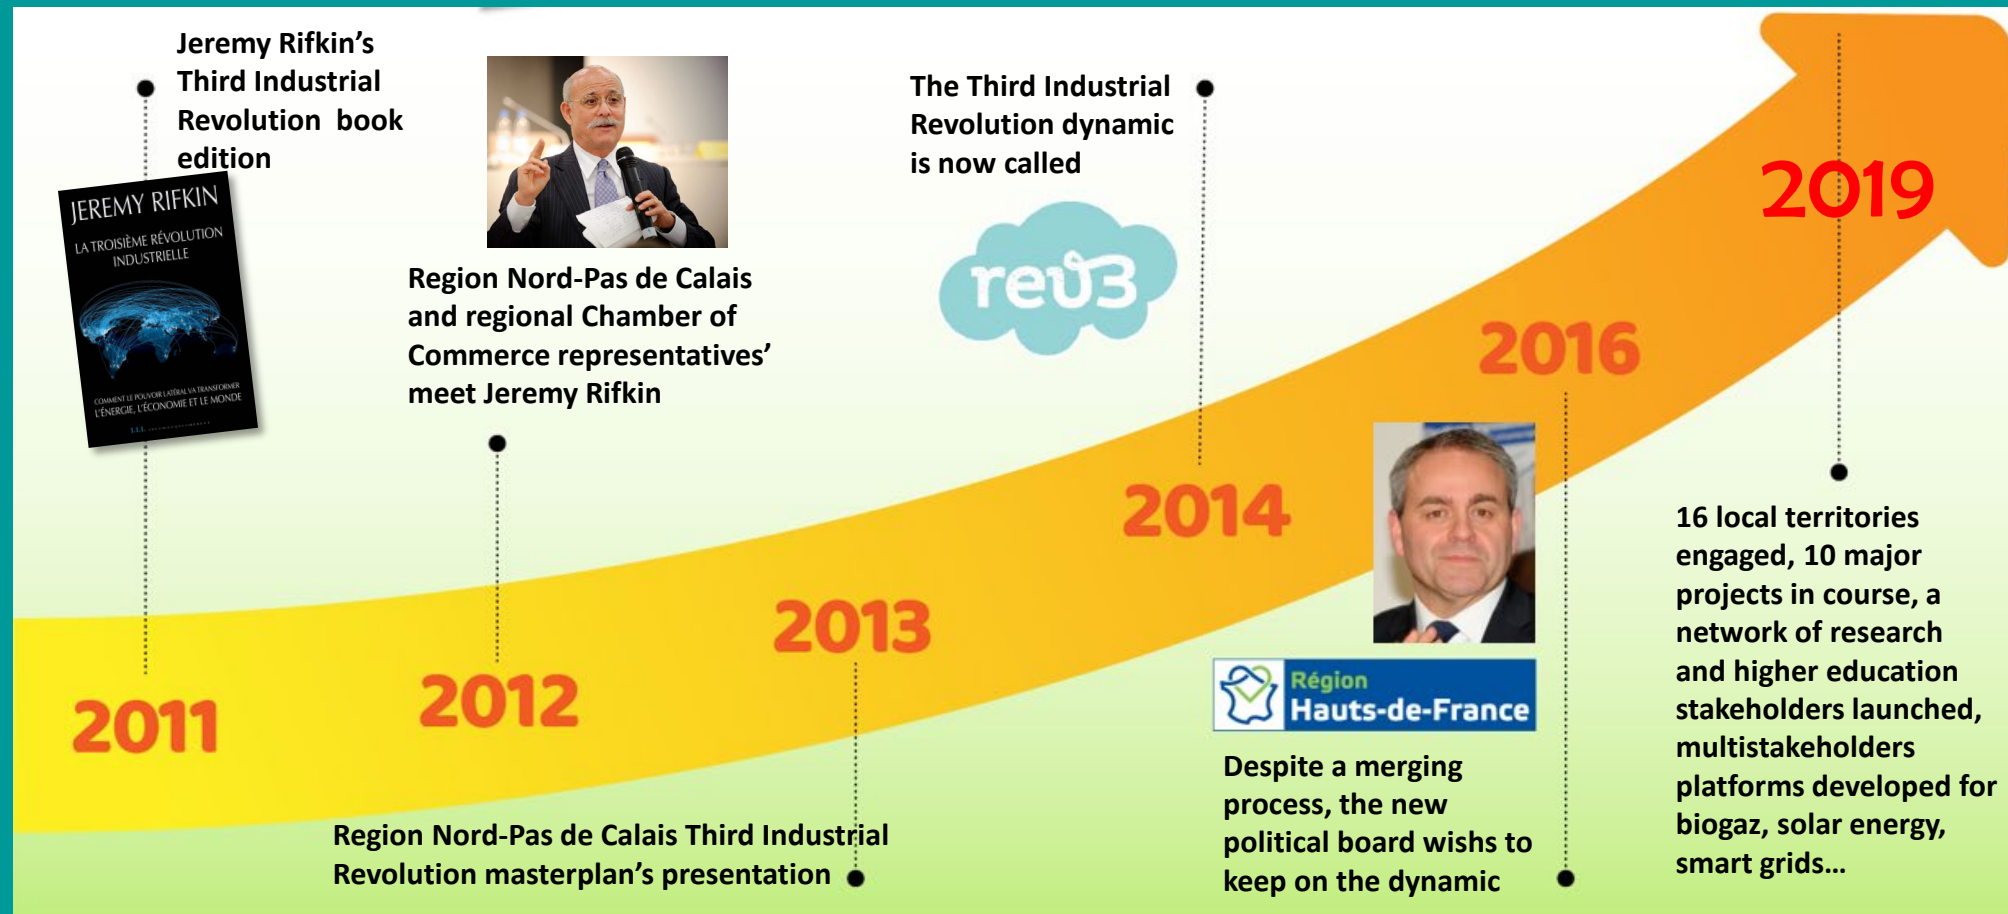 Jeremy Rifkin’s
Third Industrial
Revolution book
edition
JEREMY RIFKIN
LA TROISIÈME RÉVOLUTION
INDUSTRIELLE
COMMENT LE POUVOIR LATÉRAL VA TRANSFORMER
L'ÉNERGIE, L'ÉCONOMIE ET LE MONDE
2011
Region Nord-Pas de Calais
and regional Chamber of
Commerce representatives’
meet Jeremy Rifkin
2012
2013
Region Nord-Pas de Calais Third Industrial
Revolution masterplan’s presentation
The Third Industrial
Revolution dynamic
is now called
rev3
2014
2016
Région
Hauts-de-France
Despite a merging
process, the new
political board wishs to
keep on the dynamic
2019
16 local territories
engaged, 10 major
projects in course, a
network of research
and higher education
stakeholders launched,
multistakeholders
platforms developed for
biogaz, solar energy,
smart grids…